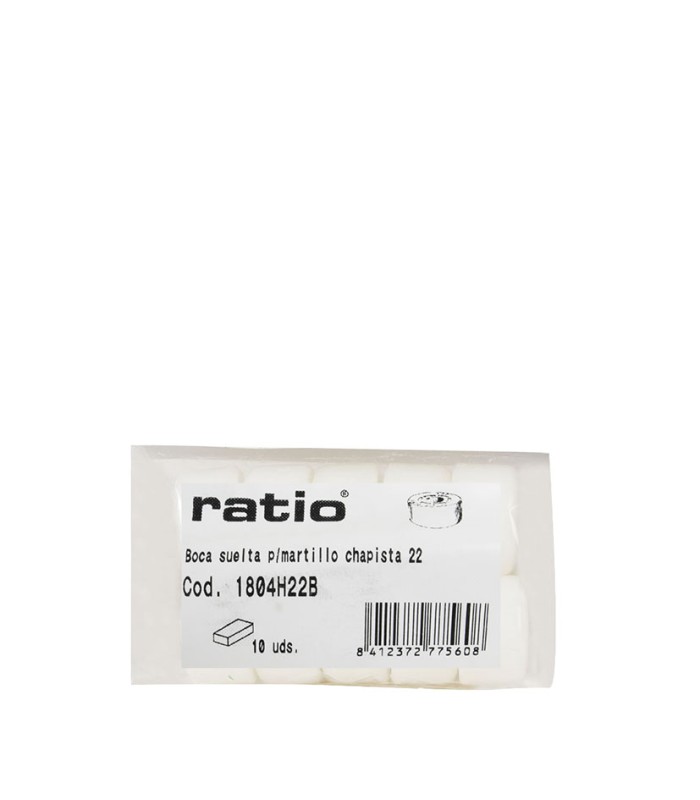 ratio®
Boca suelta p/martillo chapista 22
Cod. 1804H22B
10 uds.
8 412372 775608